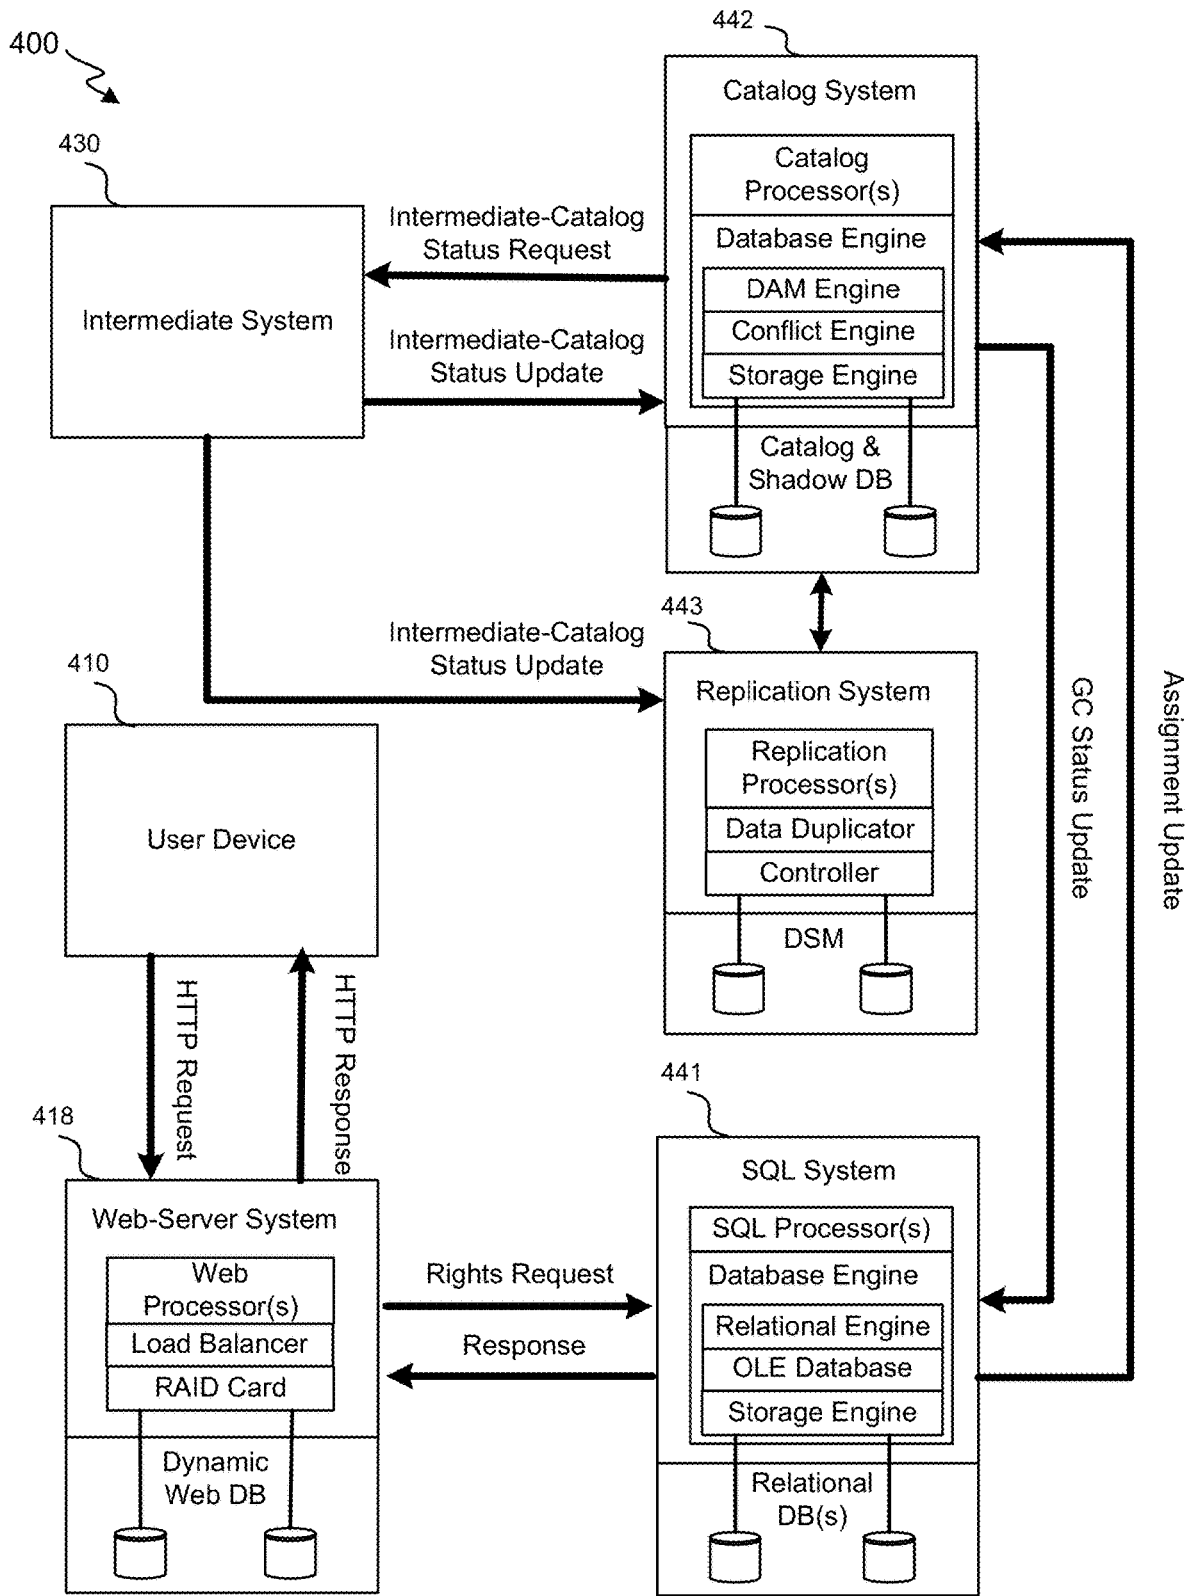 400
442
Catalog System
Catalog
Processor(s)
Database Engine
DAM Engine
Conflict Engine
Storage Engine
Catalog &
Shadow DB
430
Intermediate System
Intermediate-Catalog
Status Request
Intermediate-Catalog
Status Update
Intermediate-Catalog
Status Update
443
Replication System
Replication
Processor(s)
Data Duplicator
Controller
DSM
GC Status Update
Assignment Update
410
User Device
HTTP Request
HTTP Response
418
Web-Server System
Web
Processor(s)
Load Balancer
RAID Card
Dynamic
Web DB
Rights Request
Response
441
SQL System
SQL Processor(s)
Database Engine
Relational Engine
OLE Database
Storage Engine
Relational
DB(s)